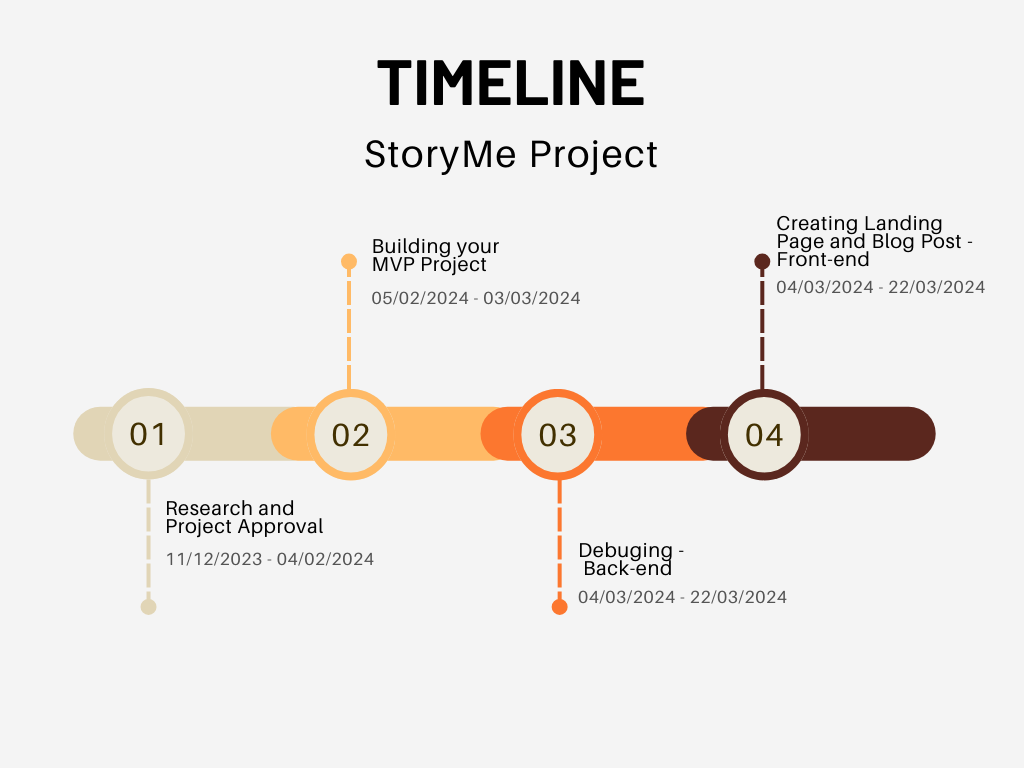 TIMELINE
StoryMe Project
Creating Landing
Page and Blog Post -
Front-end
04/03/2024 - 22/03/2024
Building your
MVP Project
05/02/2024 - 03/03/2024
01
02
03
04
Research and
Project Approval
11/12/2023 - 04/02/2024
Debuging -
Back-end
04/03/2024 - 22/03/2024